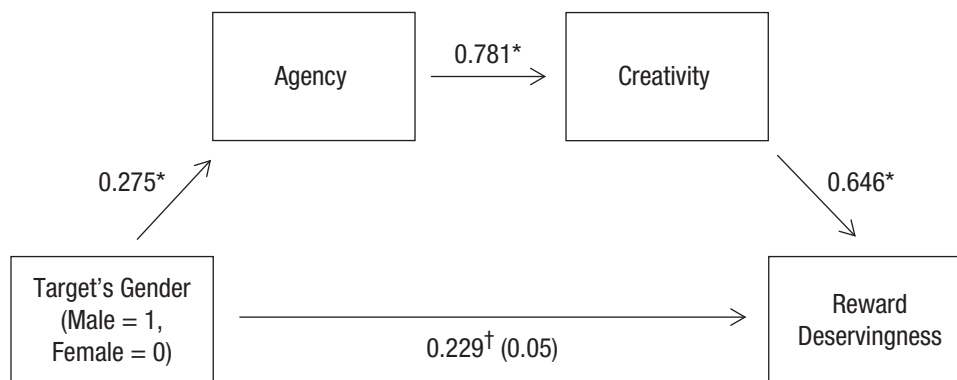 0.781*
Agency
Creativity
0.275*
0.646*
Target’s Gender
(Male = 1,
Female = 0)
Reward
Deservingness
0.229† (0.05)